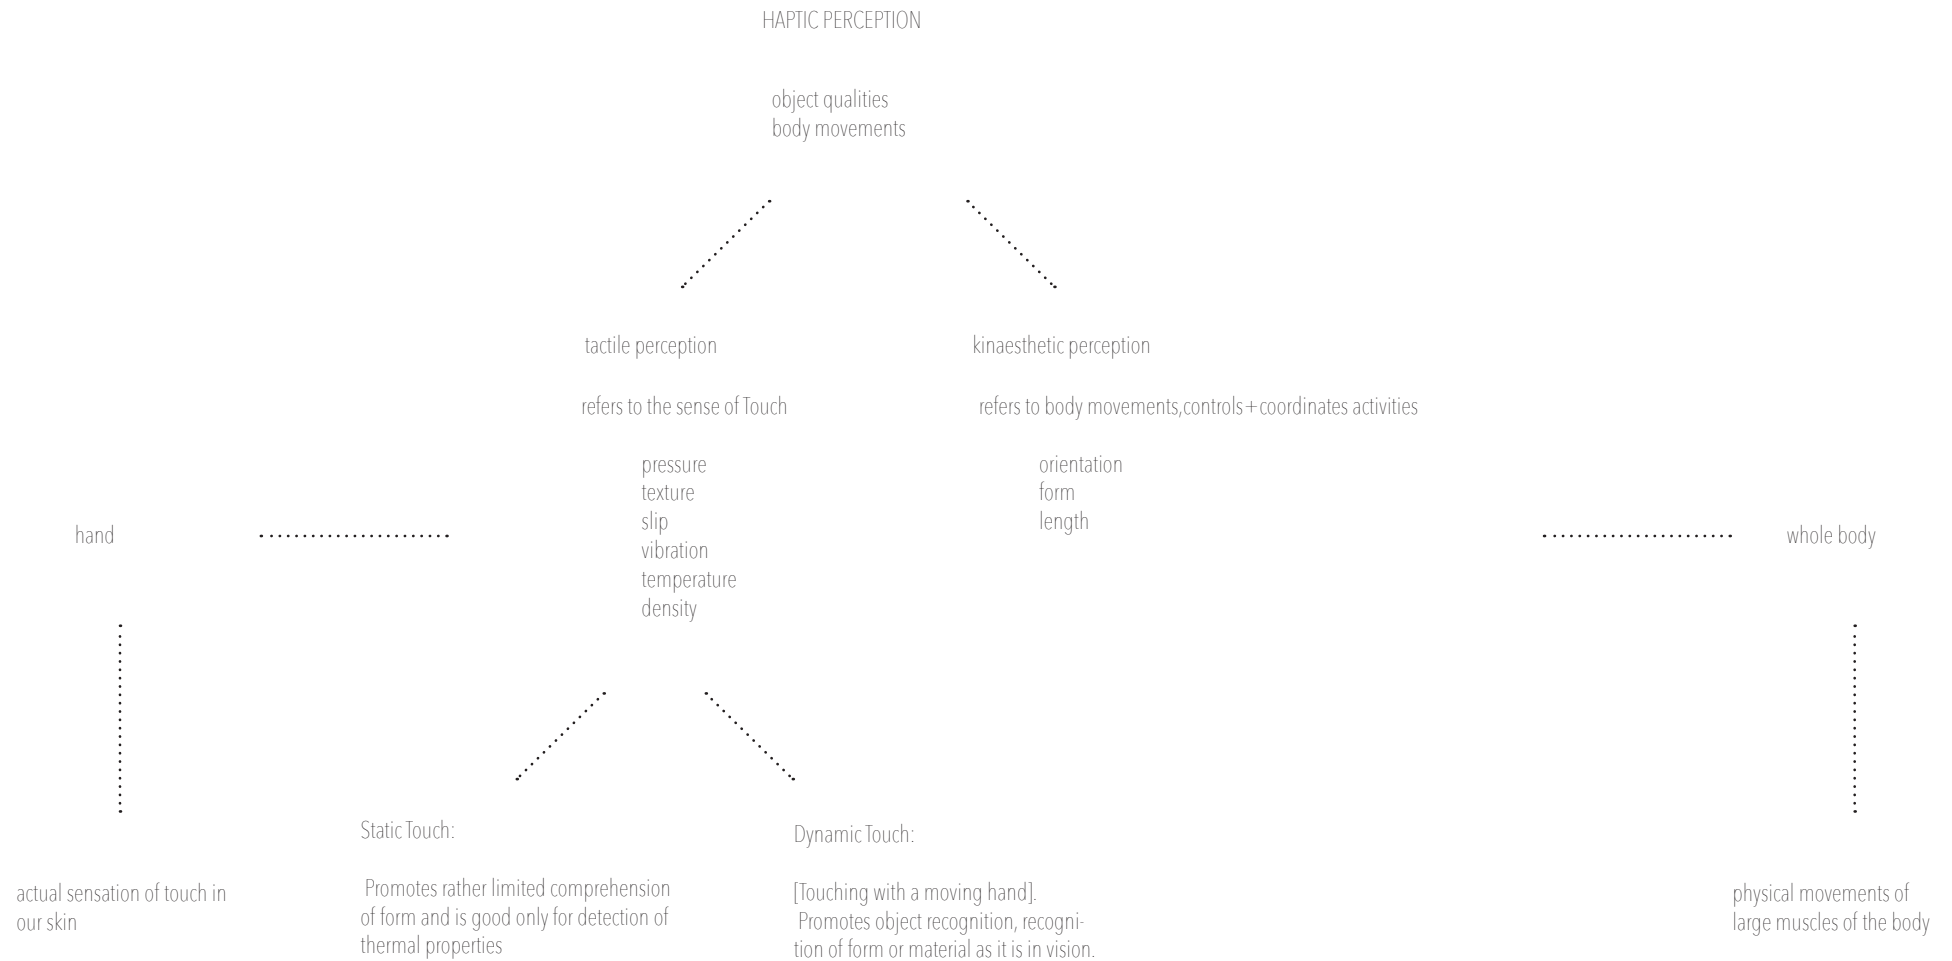 HAPTIC PERCEPTION
object qualities
body movements
tactile perception
kinaesthetic perception
refers to the sense of Touch
refers to body movements,controls+coordinates activities
pressure
texture
slip
vibration
temperature
density
orientation
form
length
hand
whole body
Static Touch:
Promotes rather limited comprehension
of form and is good only for detection of
thermal properties
Dynamic Touch:
[Touching with a moving hand].
Promotes object recognition, recogni-
tion of form or material as it is in vision.
actual sensation of touch in
our skin
physical movements of
large muscles of the body